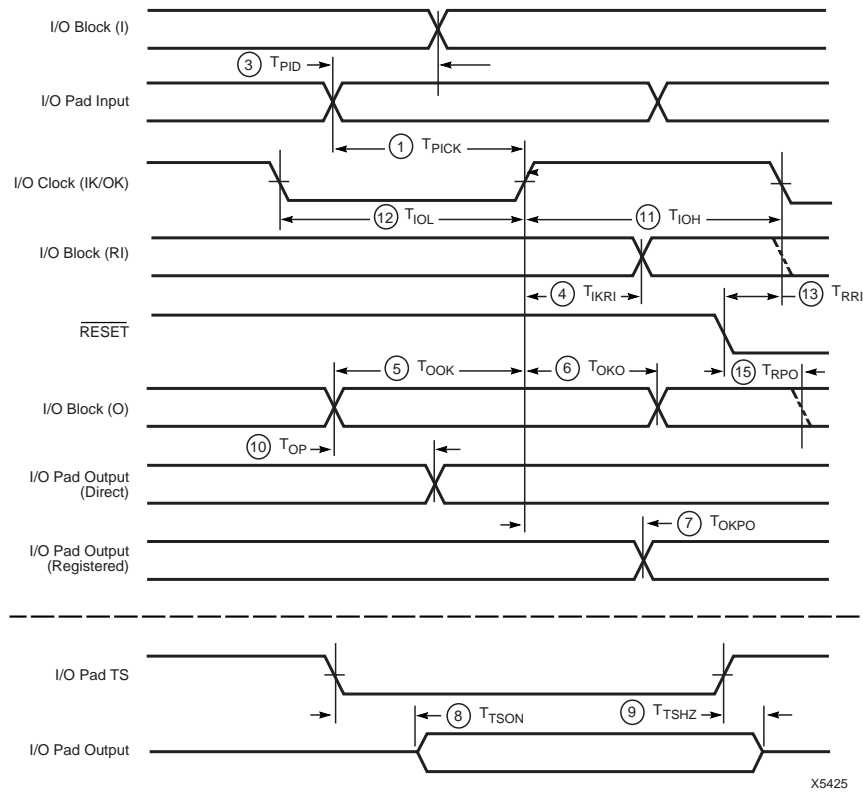 I/O Block (I)
③ TPID
I/O Pad Input
① TPICK
I/O Clock (IK/OK)
⑫ TIOL
⑪ TIOH
I/O Block (RI)
④ TIKRI
⑬ TRRI
RESET
⑤ TOOK
⑥ TOKO
⑮ TRPO
I/O Block (O)
⑩ TOP
I/O Pad Output
(Direct)
⑦ TOKPO
I/O Pad Output
(Registered)
I/O Pad TS
⑧ TTSON
⑨ TTSHZ
I/O Pad Output
X5425